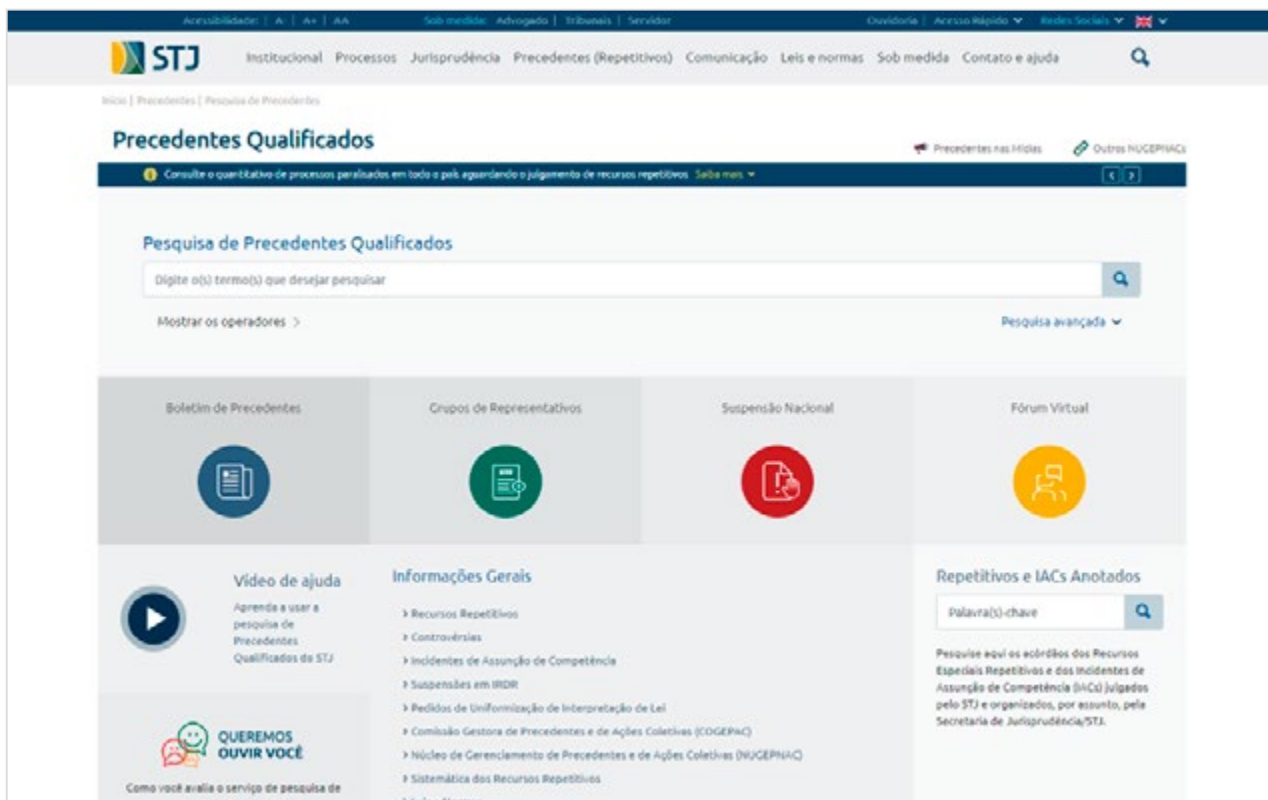 Acessibilidade: | A- | A+ | AA
Sob medida: Advogado | Tribunais | Servidor
Ouvidoria | Acesso Rápido
Redes Sociais
STJ
Institucional Processos Jurisprudência Precedentes (Repetitivos) Comunicação Leis e normas Sob medida Contato e ajuda
Início | Precedentes | Pesquisa de Precedentes
Precedentes Qualificados
Precedentes nas Mídias
Outros NUGEPNACs
Consulte o quantitativo de processos paralisados em todo o país aguardando o julgamento de recursos repetitivos Saiba mais
Pesquisa de Precedentes Qualificados
Digite o(s) termo(s) que desejar pesquisar
Mostrar os operadores >
Pesquisa avançada
Boletim de Precedentes
Grupos de Representativos
Suspensão Nacional
Fórum Virtual
Vídeo de ajuda
Aprenda a usar a
pesquisa de
Precedentes
Qualificados do STJ
QUEREMOS
OUVIR VOCÊ
Como você avalia o serviço de pesquisa de
Informações Gerais
> Recursos Repetitivos
> Controvérsias
> Incidentes de Assunção de Competência
> Suspensões em IRDR
> Pedidos de Uniformização de Interpretação de Lei
> Comissão Gestora de Precedentes e de Ações Coletivas (COGEPAC)
> Núcleo de Gerenciamento de Precedentes e de Ações Coletivas (NUGEPNAC)
> Sistemática dos Recursos Repetitivos
Repetitivos e IACs Anotados
Palavra(s)-chave
Pesquise aqui os acórdãos dos Recursos
Especiais Repetitivos e dos Incidentes de
Assunção de Competência (IACs) julgados
pelo STJ e organizados, por assunto, pela
Secretaria de Jurisprudência/STJ.